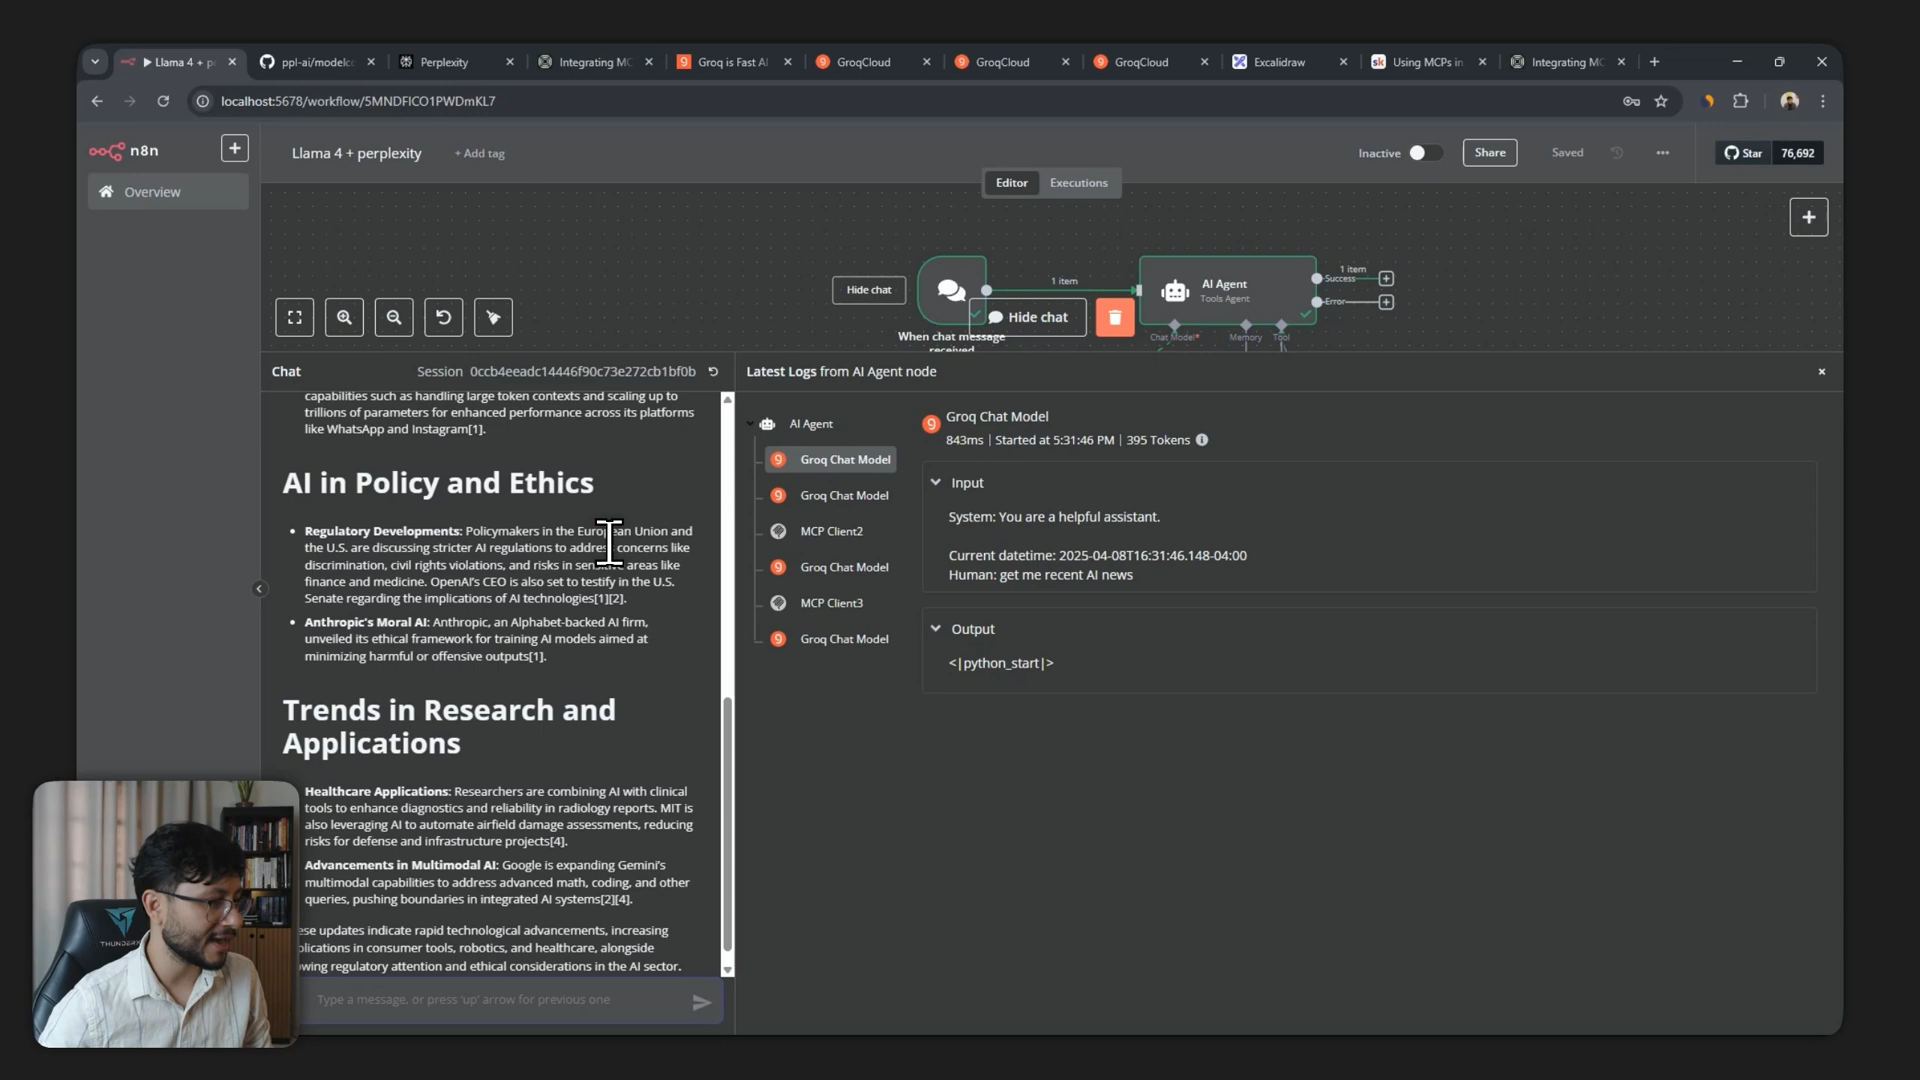 Llama 4 + p
ppl-ai/modelc
Perplexity
Integrating MC
Groq is Fast AI
GroqCloud
GroqCloud
GroqCloud
Excalidraw
Using MCPs in
Integrating MC
localhost:5678/workflow/5MNDFICO1PWDmKL7
n8n
Llama 4 + perplexity
+ Add tag
Inactive
Share
Saved
Star
76,692
Overview
Editor
Executions
Hide chat
1 item
AI Agent
Tools Agent
1 item
Success
Error
Hide chat
When chat message
received
Chat Model*
Memory
Tool
Chat
Session 0ccb4eeadc14446f90c73e272cb1bf0b
capabilities such as handling large token contexts and scaling up to
trillions of parameters for enhanced performance across its platforms
like WhatsApp and Instagram[1].
AI in Policy and Ethics
• Regulatory Developments: Policymakers in the European Union and
the U.S. are discussing stricter AI regulations to address concerns like
discrimination, civil rights violations, and risks in sensitive areas like
finance and medicine. OpenAI's CEO is also set to testify in the U.S.
Senate regarding the implications of AI technologies[1][2].
• Anthropic's Moral AI: Anthropic, an Alphabet-backed AI firm,
unveiled its ethical framework for training AI models aimed at
minimizing harmful or offensive outputs[1].
Trends in Research and
Applications
Healthcare Applications: Researchers are combining AI with clinical
tools to enhance diagnostics and reliability in radiology reports. MIT is
also leveraging AI to automate airfield damage assessments, reducing
risks for defense and infrastructure projects[4].
Advancements in Multimodal AI: Google is expanding Gemini's
multimodal capabilities to address advanced math, coding, and other
queries, pushing boundaries in integrated AI systems[2][4].
ese updates indicate rapid technological advancements, increasing
plications in consumer tools, robotics, and healthcare, alongside
wing regulatory attention and ethical considerations in the AI sector.
Type a message, or press 'up' arrow for previous one
Latest Logs from AI Agent node
AI Agent
Groq Chat Model
Groq Chat Model
MCP Client2
Groq Chat Model
MCP Client3
Groq Chat Model
Groq Chat Model
843ms | Started at 5:31:46 PM | 395 Tokens
Input
System: You are a helpful assistant.
Current datetime: 2025-04-08T16:31:46.148-04:00
Human: get me recent AI news
Output
<|python_start|>